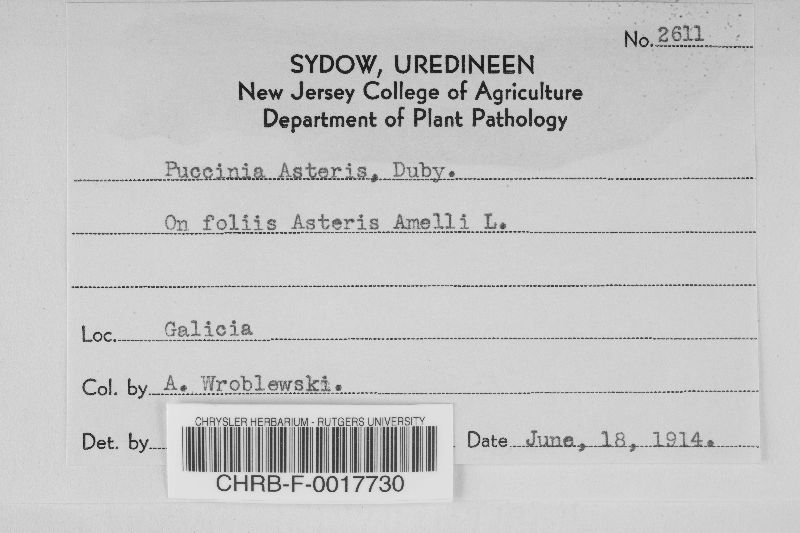 No. 2611
SYDOW, UREDINEEN
New Jersey College of Agriculture
Department of Plant Pathology
Puccinia Asteris, Duby.
On foliis Asteris Amelli L.
Loc. Galicia
Col. by A. Wroblewski.
Det. by
Date June, 18, 1914.
CHRYSLER HERBARIUM - RUTGERS UNIVERSITY
CHRB-F-0017730